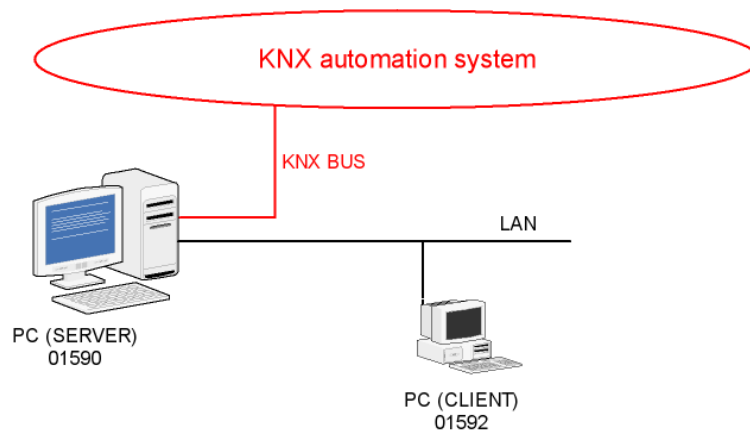 KNX automation system
KNX BUS
LAN
PC (SERVER)
01590
PC (CLIENT)
01592